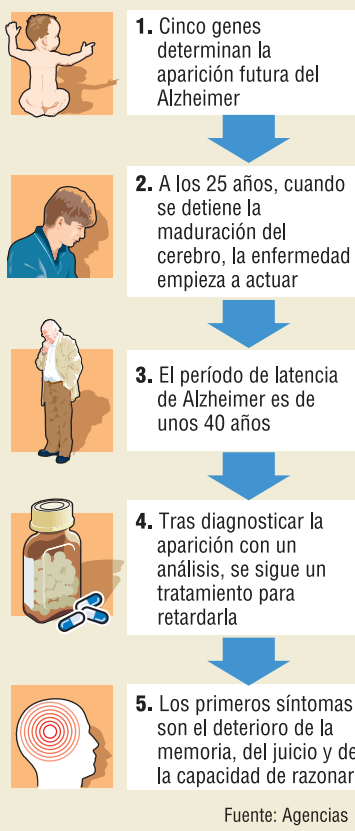 1. Cinco genes
determinan la
aparición futura del
Alzheimer
2. A los 25 años, cuando
se detiene la
maduración del
cerebro, la enfermedad
empieza a actuar
3. El período de latencia
de Alzheimer es de
unos 40 años
4. Tras diagnosticar la
aparición con un
análisis, se sigue un
tratamiento para
retardarla
5. Los primeros síntomas
son el deterioro de la
memoria, del juicio y de
la capacidad de razonar
Fuente: Agencias